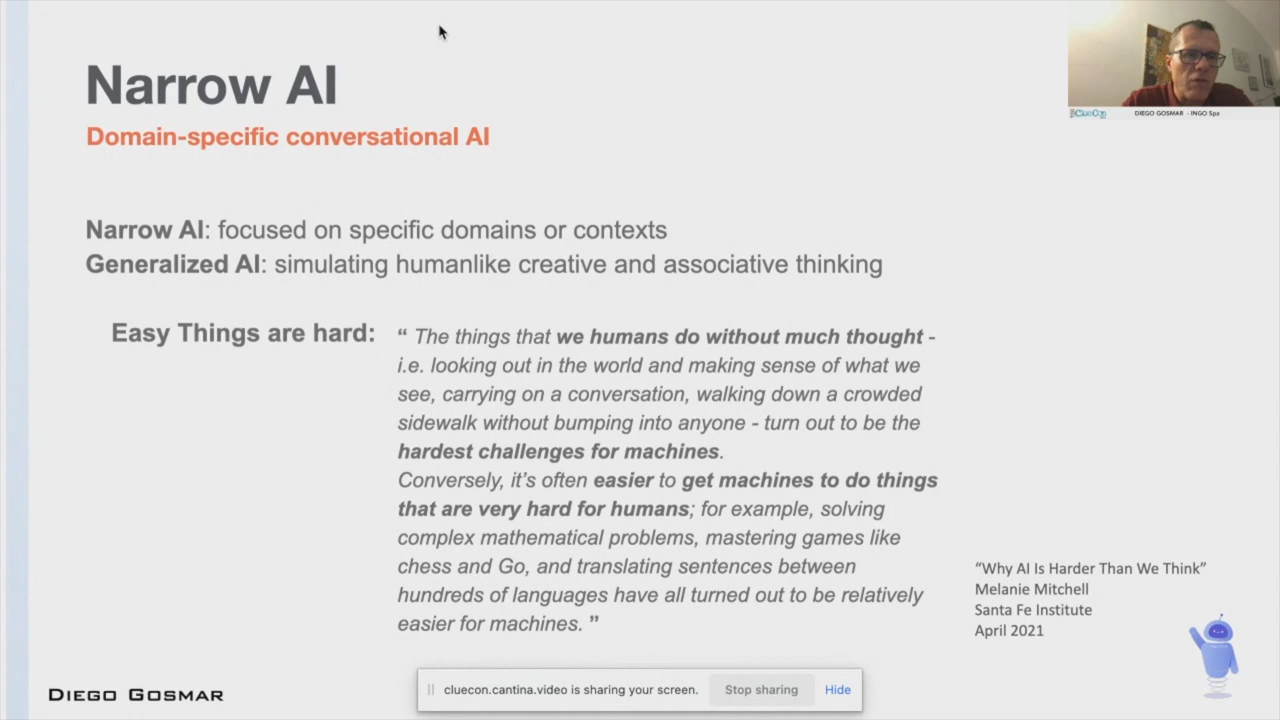 Narrow AI
Domain-specific conversational AI
ClueCon
DIEGO GOSMAR - INGO Spa
Narrow AI: focused on specific domains or contexts
Generalized AI: simulating humanlike creative and associative thinking
Easy Things are hard:
“ The things that we humans do without much thought -
i.e. looking out in the world and making sense of what we
see, carrying on a conversation, walking down a crowded
sidewalk without bumping into anyone - turn out to be the
hardest challenges for machines.
Conversely, it’s often easier to get machines to do things
that are very hard for humans; for example, solving
complex mathematical problems, mastering games like
chess and Go, and translating sentences between
hundreds of languages have all turned out to be relatively
easier for machines. ”
“Why AI Is Harder Than We Think”
Melanie Mitchell
Santa Fe Institute
April 2021
DIEGO GOSMAR
cluecon.cantina.video is sharing your screen.
Stop sharing
Hide